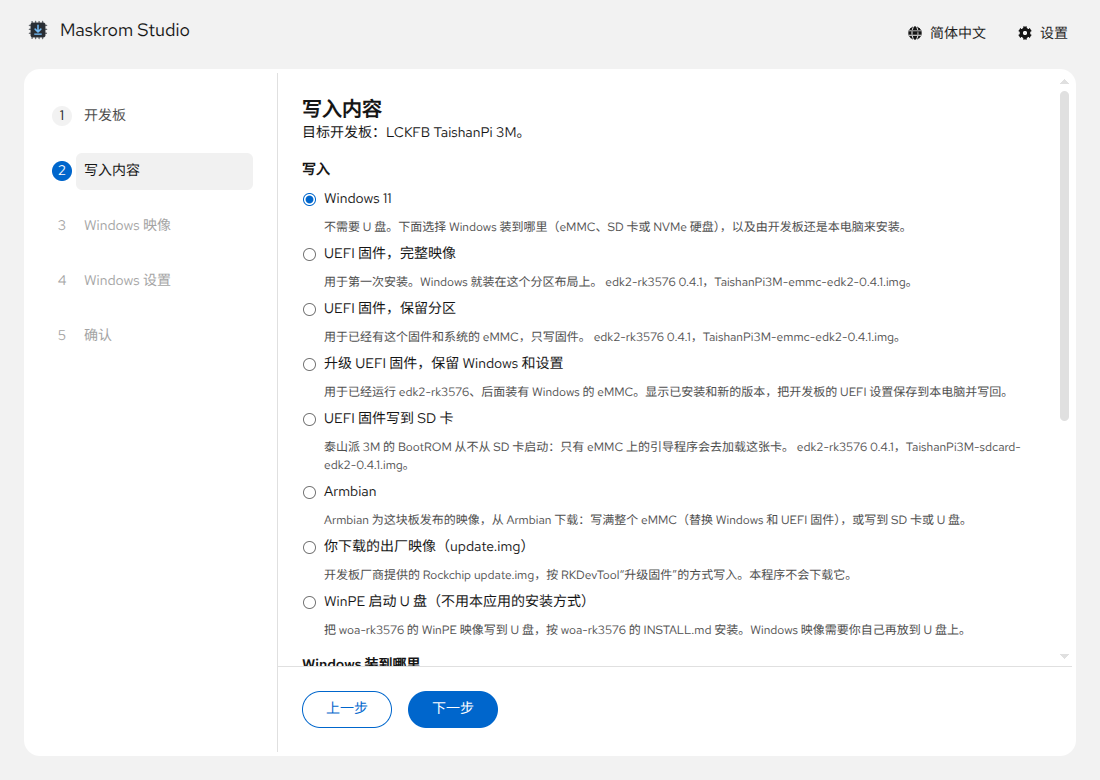 Maskrom Studio
简体中文
设置
1 开发板
2 写入内容
3 Windows 映像
4 Windows 设置
5 确认
写入内容
目标开发板：LCKFB TaishanPi 3M。
写入
Windows 11
不需要 U 盘。下面选择 Windows 装到哪里（eMMC、SD 卡或 NVMe 硬盘），以及由开发板还是本电脑来安装。
UEFI 固件，完整映像
用于第一次安装。Windows 就装在这个分区布局上。 edk2-rk3576 0.4.1，TaishanPi3M-emmc-edk2-0.4.1.img。
UEFI 固件，保留分区
用于已经有这个固件和系统的 eMMC，只写固件。 edk2-rk3576 0.4.1，TaishanPi3M-emmc-edk2-0.4.1.img。
升级 UEFI 固件，保留 Windows 和设置
用于已经运行 edk2-rk3576、后面装有 Windows 的 eMMC。显示已安装和新的版本，把开发板的 UEFI 设置保存到本电脑并写回。
UEFI 固件写到 SD 卡
泰山派 3M 的 BootROM 从不从 SD 卡启动：只有 eMMC 上的引导程序会去加载这张卡。 edk2-rk3576 0.4.1，TaishanPi3M-sdcard-
edk2-0.4.1.img。
Armbian
Armbian 为这块板发布的映像，从 Armbian 下载：写满整个 eMMC（替换 Windows 和 UEFI 固件），或写到 SD 卡或 U 盘。
你下载的出厂映像（update.img）
开发板厂商提供的 Rockchip update.img，按 RKDevTool“升级固件”的方式写入。本程序不会下载它。
WinPE 启动 U 盘（不用本应用的安装方式）
把 woa-rk3576 的 WinPE 映像写到 U 盘，按 woa-rk3576 的 INSTALL.md 安装。Windows 映像需要你自己再放到 U 盘上。
Windows 装到哪里
上一步
下一步